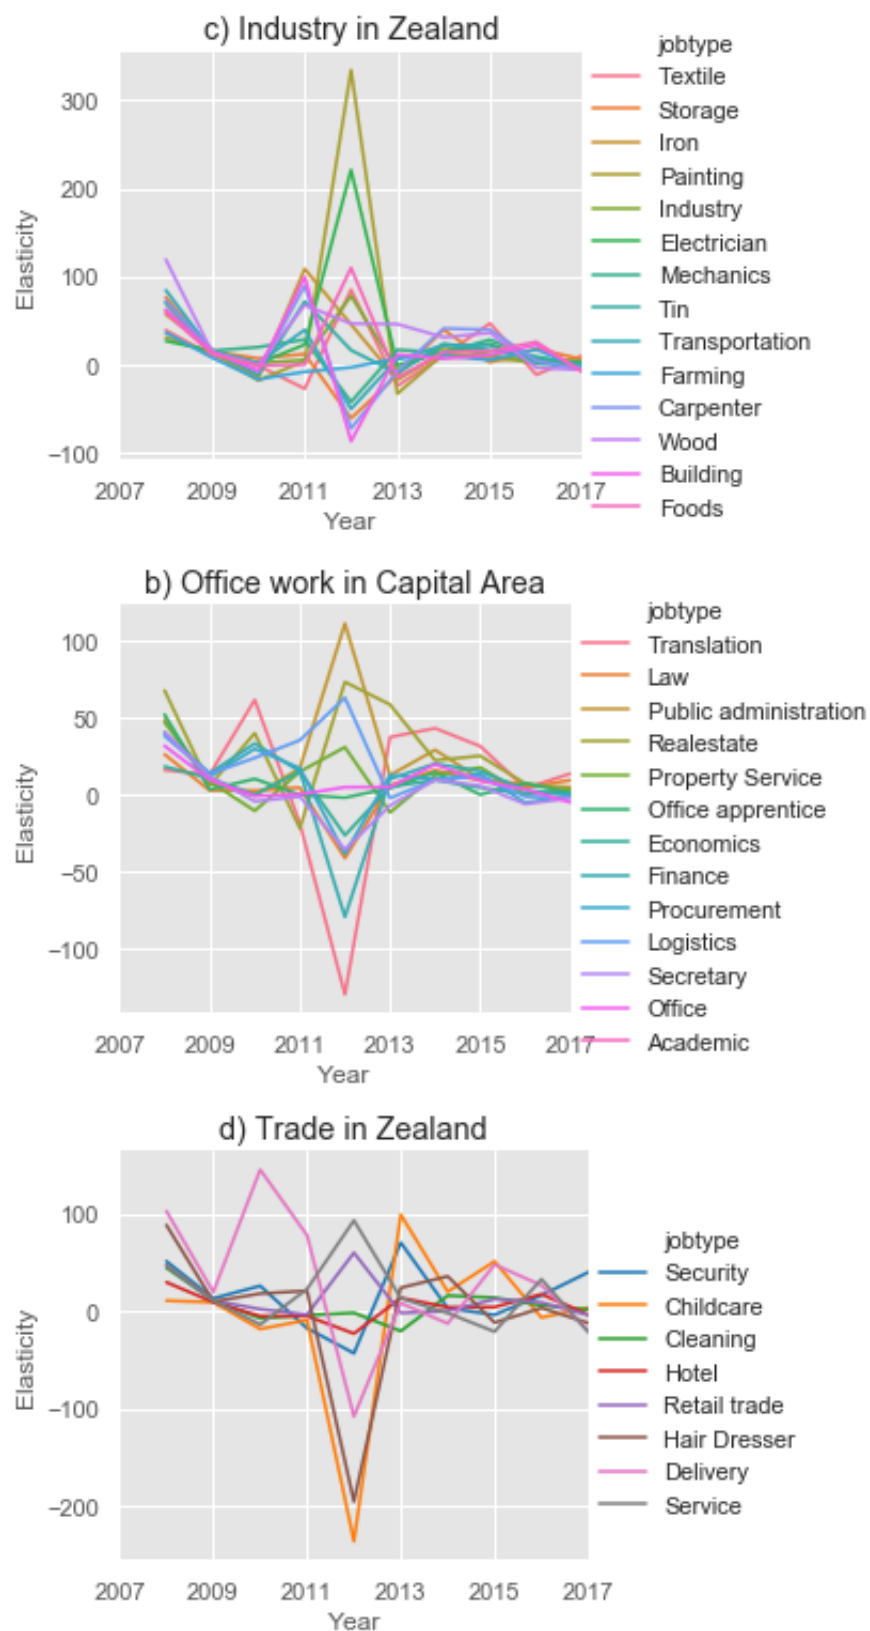 c) Industry in Zealand
jobtype
Textile
Storage
Iron
Painting
Industry
Electrician
Mechanics
Tin
Transportation
Farming
Carpenter
Wood
Building
Foods
Elasticity
300
200
100
0
−100
2007 2009 2011 2013 2015 2017
Year
b) Office work in Capital Area
jobtype
Translation
Law
Public administration
Realestate
Property Service
Office apprentice
Economics
Finance
Procurement
Logistics
Secretary
Office
Academic
Elasticity
100
50
0
−50
−100
2007 2009 2011 2013 2015 2017
Year
d) Trade in Zealand
jobtype
Security
Childcare
Cleaning
Hotel
Retail trade
Hair Dresser
Delivery
Service
Elasticity
100
0
−100
−200
2007 2009 2011 2013 2015 2017
Year